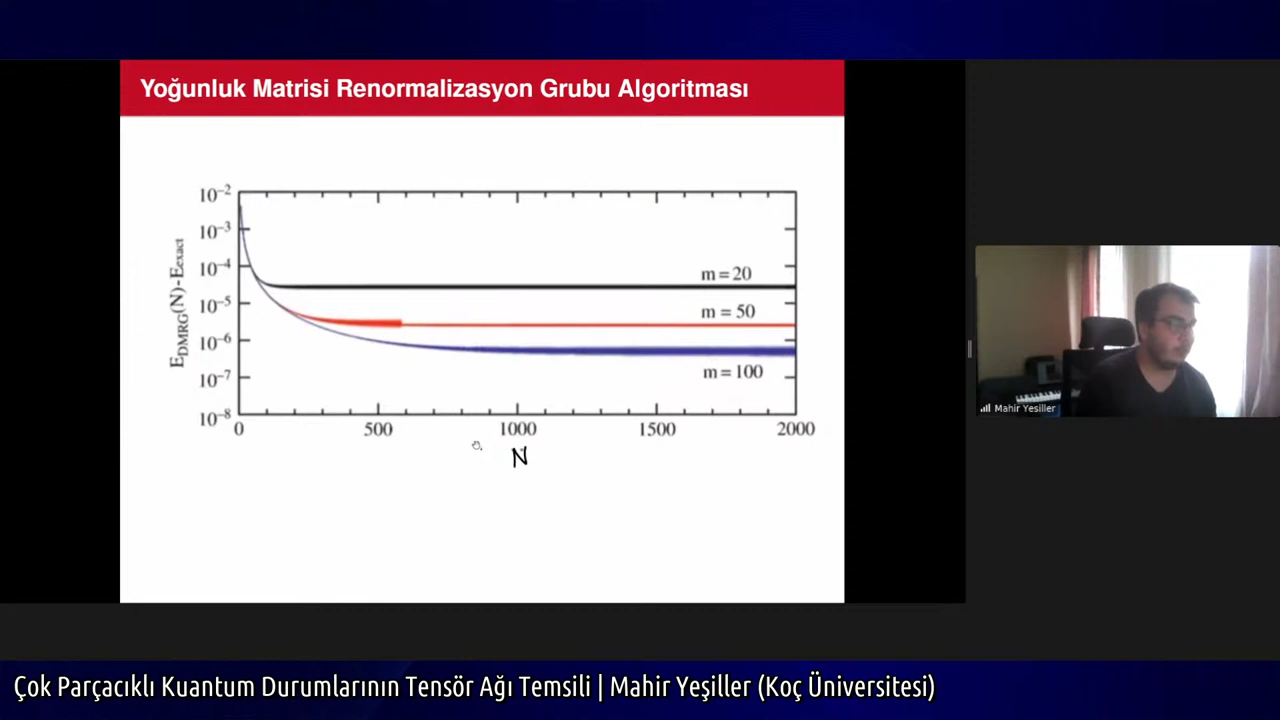 Yoğunluk Matrisi Renormalizasyon Grubu Algoritması
E_DMRG(N)-E_exact
10⁻²
10⁻³
10⁻⁴
10⁻⁵
10⁻⁶
10⁻⁷
10⁻⁸
m = 20
m = 50
m = 100
0 500 1000 1500 2000
N
Mahir Yesiller
Çok Parçacıklı Kuantum Durumlarının Tensör Ağı Temsili | Mahir Yeşiller (Koç Üniversitesi)